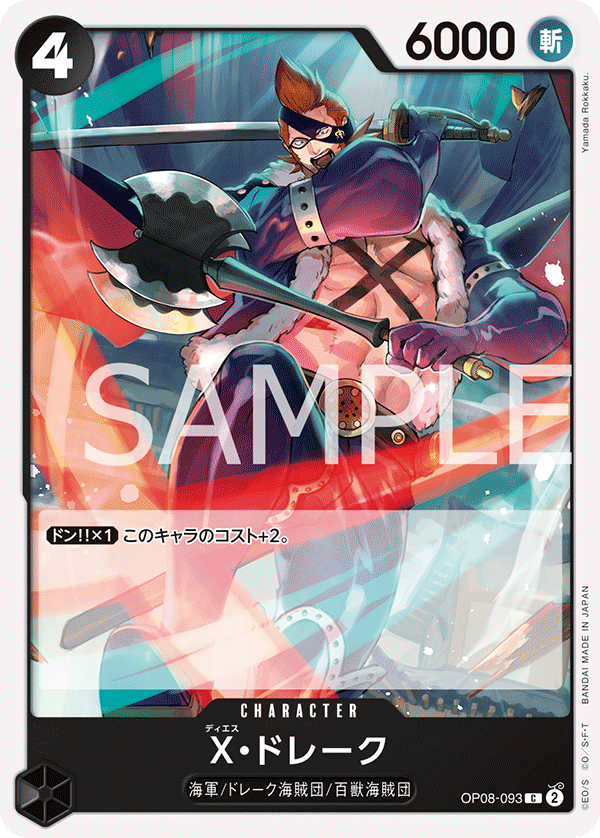 4
6000
斬
Yamada Rokkaku.
SAMPLE
ドン!!×1 このキャラのコスト+2。
©E/S ©O/S・F・T BANDAI MADE IN JAPAN
CHARACTER
ディエス
X・ドレーク
海軍/ドレーク海賊団/百獣海賊団
OP08-093 C 2